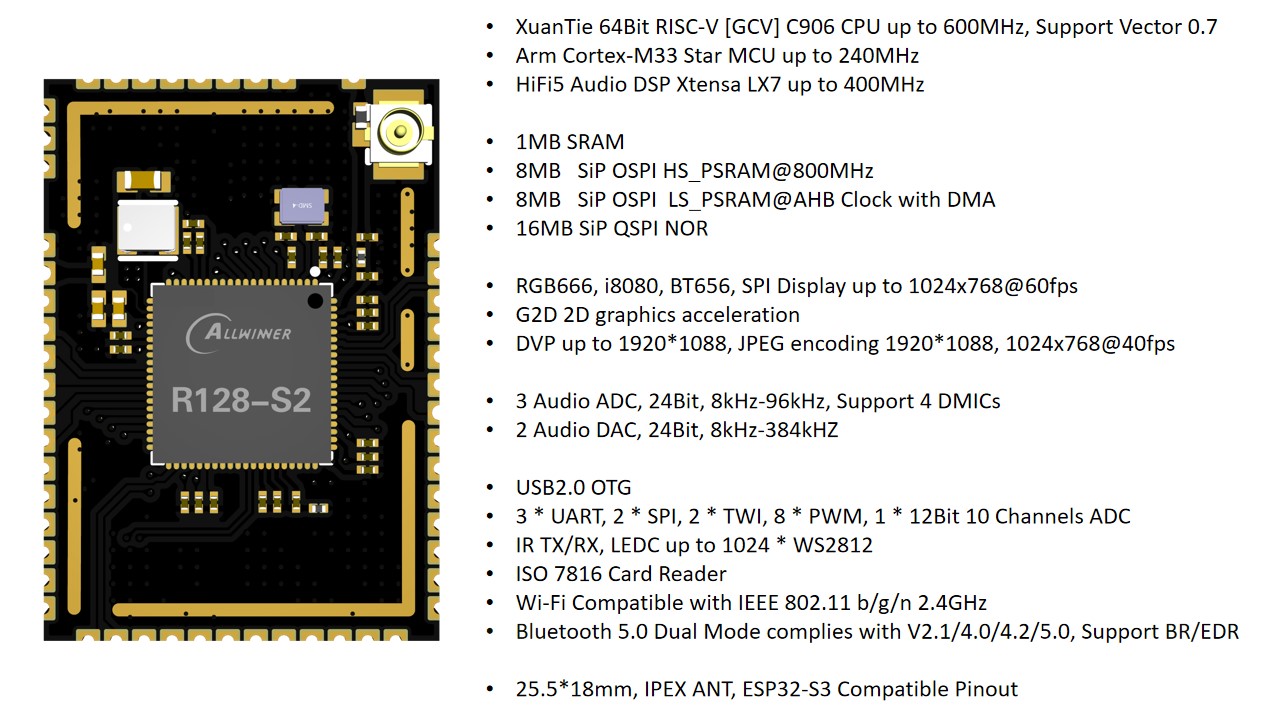 XuanTie 64Bit RISC-V [GCV] C906 CPU up to 600MHz, Support Vector 0.7
Arm Cortex-M33 Star MCU up to 240MHz
HiFi5 Audio DSP Xtensa LX7 up to 400MHz
1MB SRAM
8MB SiP OSPI HS_PSRAM@800MHz
8MB SiP OSPI LS_PSRAM@AHB Clock with DMA
16MB SiP QSPI NOR
RGB666, i8080, BT656, SPI Display up to 1024x768@60fps
G2D 2D graphics acceleration
DVP up to 1920*1088, JPEG encoding 1920*1088, 1024x768@40fps
3 Audio ADC, 24Bit, 8kHz-96kHz, Support 4 DMICs
2 Audio DAC, 24Bit, 8kHz-384kHZ
USB2.0 OTG
3 * UART, 2 * SPI, 2 * TWI, 8 * PWM, 1 * 12Bit 10 Channels ADC
IR TX/RX, LEDC up to 1024 * WS2812
ISO 7816 Card Reader
Wi-Fi Compatible with IEEE 802.11 b/g/n 2.4GHz
Bluetooth 5.0 Dual Mode complies with V2.1/4.0/4.2/5.0, Support BR/EDR
25.5*18mm, IPEX ANT, ESP32-S3 Compatible Pinout
ALLWINNER
R128-S2